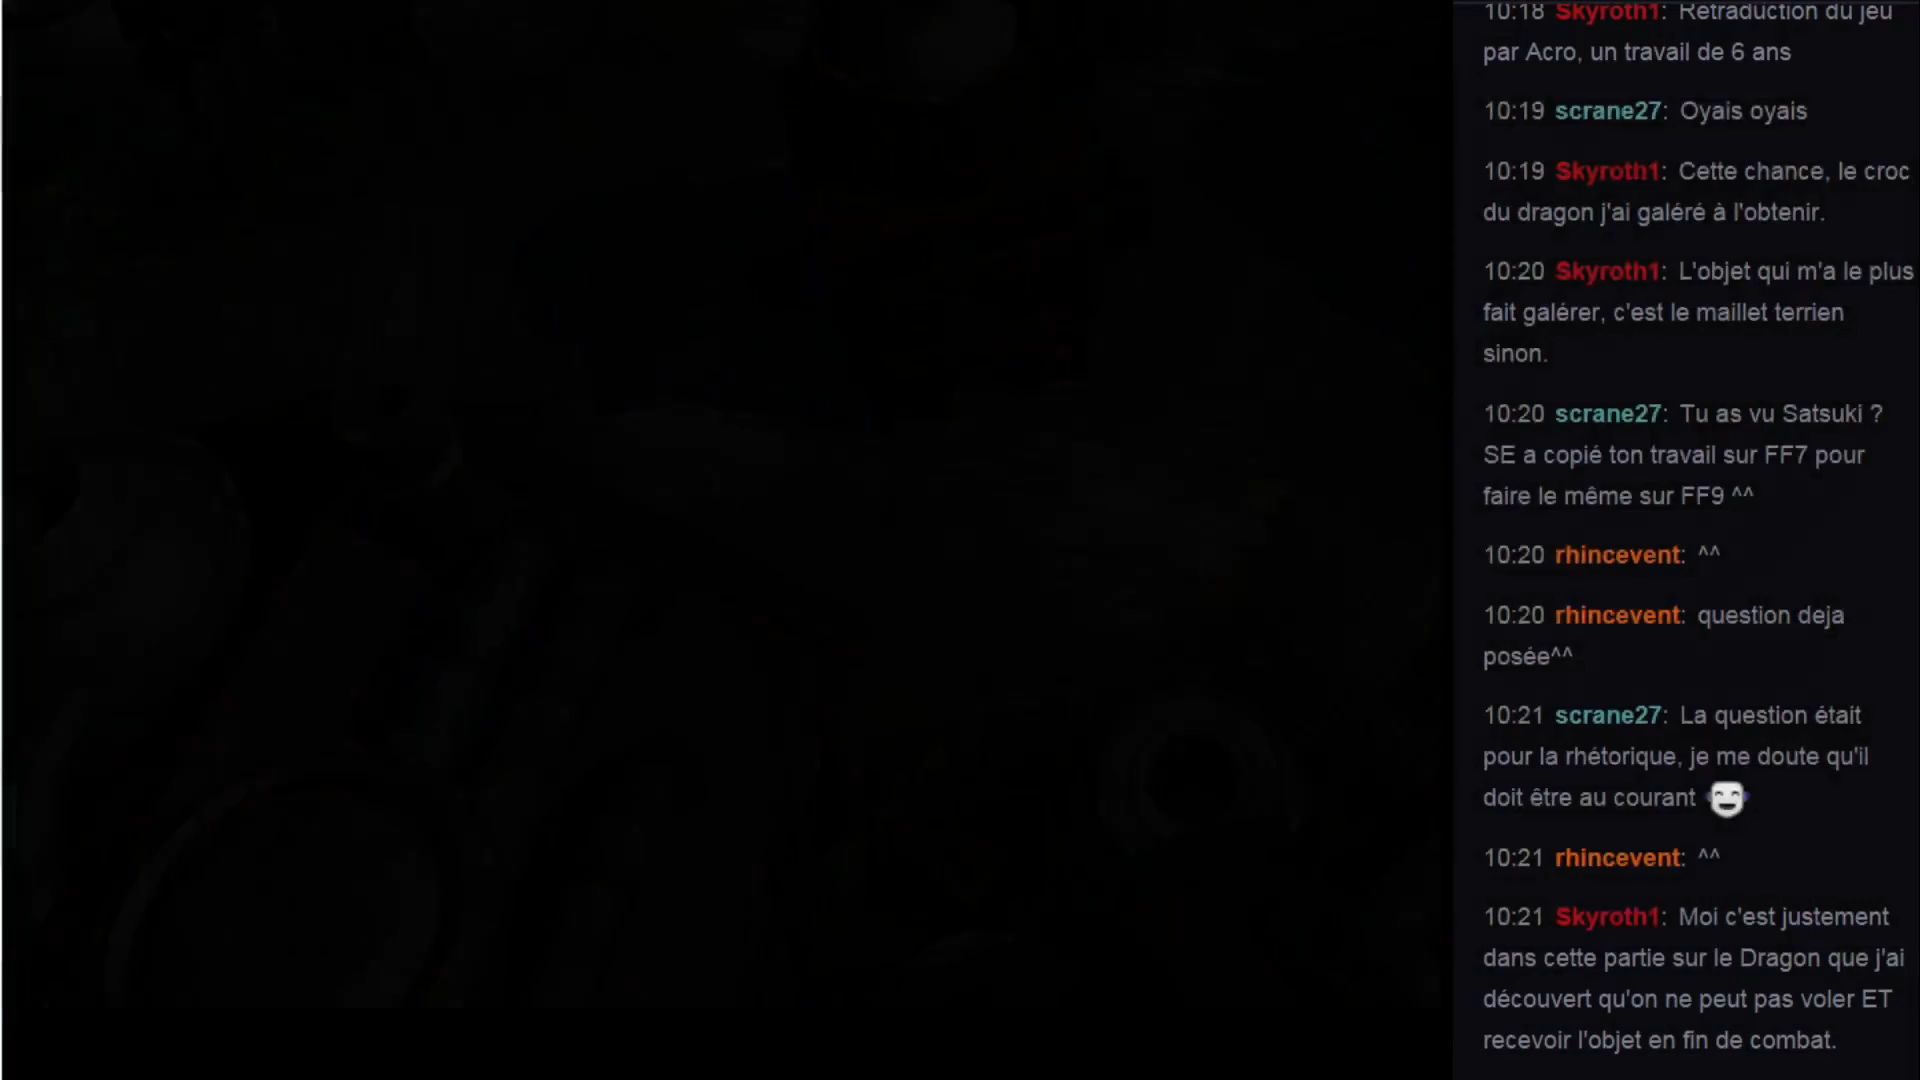 10:18 Skyroth1: Retraduction du jeu
par Acro, un travail de 6 ans
10:19 scrane27: Oyais oyais
10:19 Skyroth1: Cette chance, le croc
du dragon j'ai galéré à l'obtenir.
10:20 Skyroth1: L'objet qui m'a le plus
fait galérer, c'est le maillet terrien
sinon.
10:20 scrane27: Tu as vu Satsuki ?
SE a copié ton travail sur FF7 pour
faire le même sur FF9 ^^
10:20 rhincevent: ^^
10:20 rhincevent: question deja
posée^^
10:21 scrane27: La question était
pour la rhétorique, je me doute qu'il
doit être au courant
10:21 rhincevent: ^^
10:21 Skyroth1: Moi c'est justement
dans cette partie sur le Dragon que j'ai
découvert qu'on ne peut pas voler ET
recevoir l'objet en fin de combat.